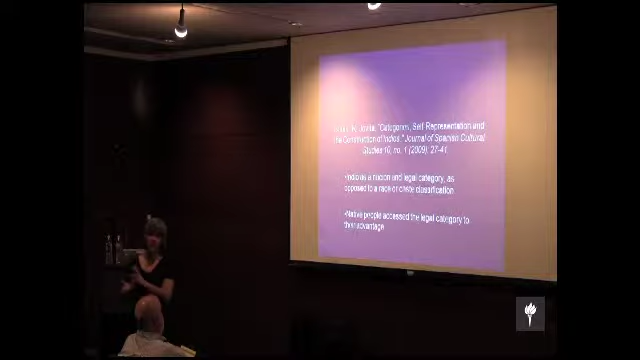 "Categories, Self-Representation and
the Construction of Indios." Journal of Spanish Cultural
Studies 10, no. 1 (2009): 27-41.
•Indio as a nacion and legal category, as
opposed to a race or caste classification
•Native people accessed the legal category to
their advantage